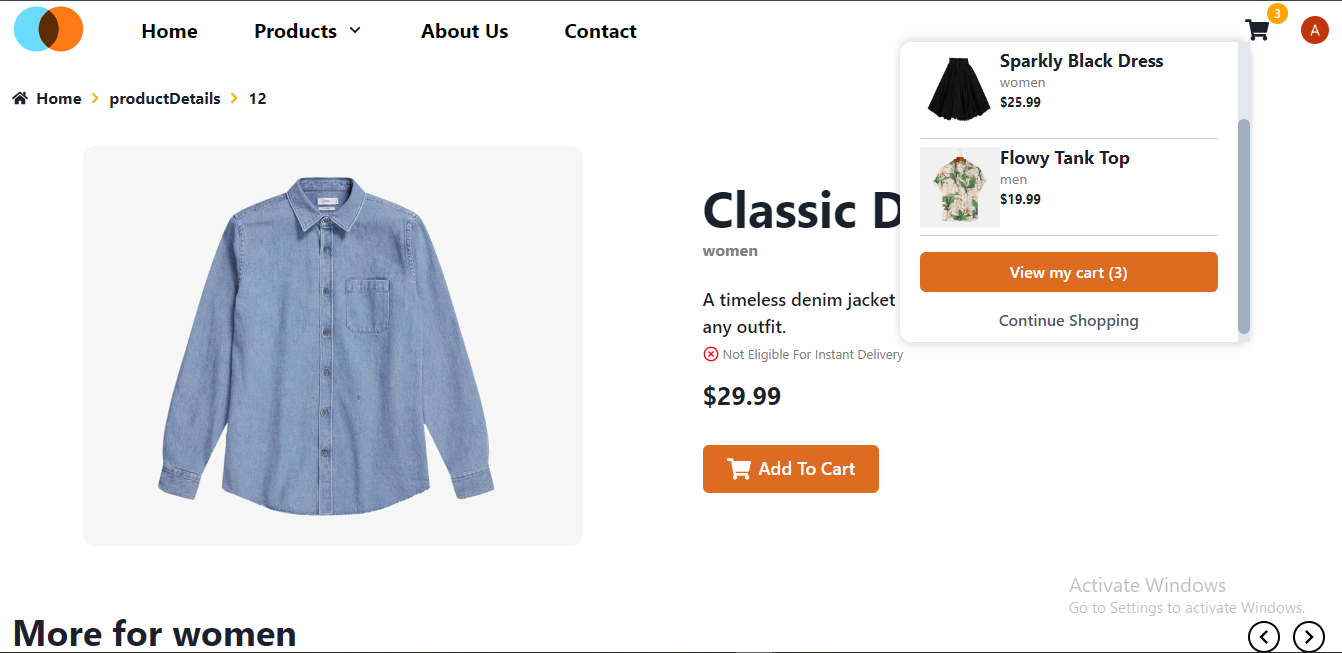 Home
Products
About Us
Contact
3
A
Home
productDetails
12
Sparkly Black Dress
women
$25.99
Flowy Tank Top
men
$19.99
View my cart (3)
Continue Shopping
Classic D
women
A timeless denim jacket
any outfit.
Not Eligible For Instant Delivery
$29.99
Add To Cart
Activate Windows
Go to Settings to activate Windows.
More for women